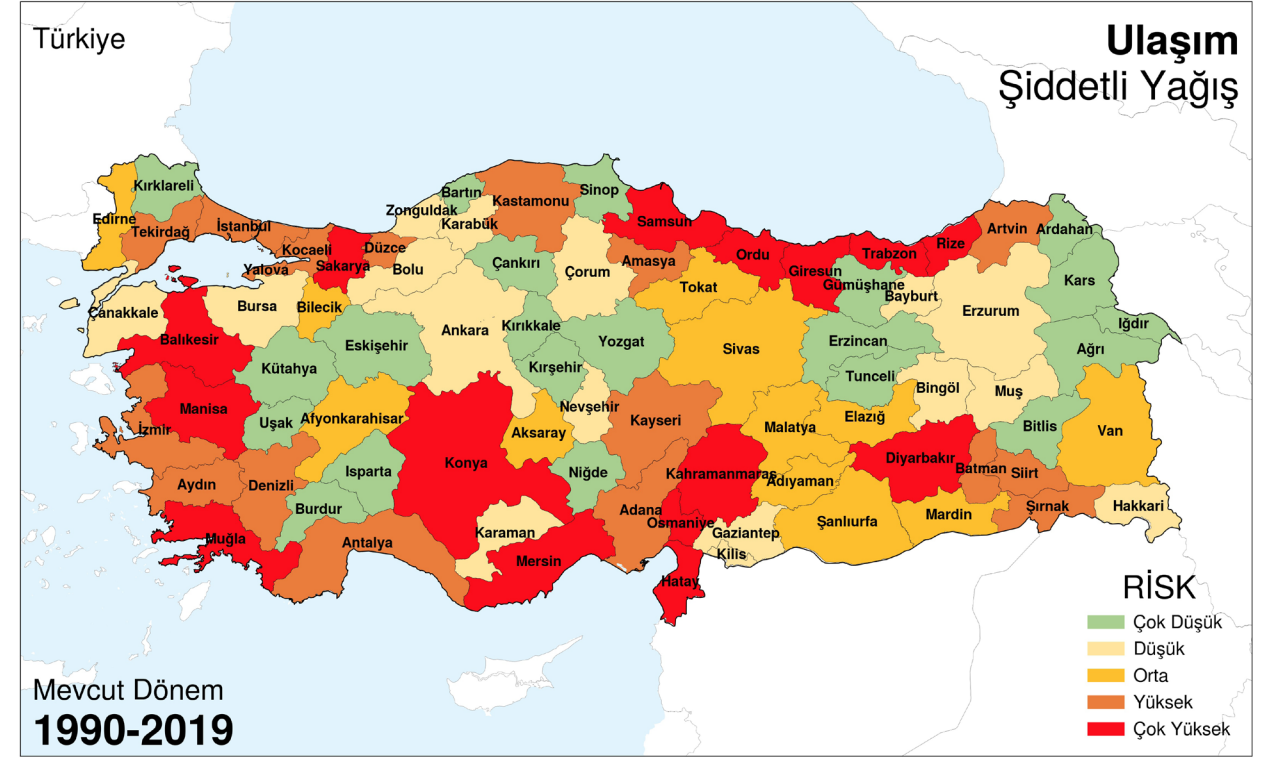 Türkiye
Ulaşım
Şiddetli Yağış
Kırklareli
Edirne
Tekirdağ
İstanbul
Kocaeli
Yalova
Sakarya
Düzce
Zonguldak
Bartın
Karabük
Kastamonu
Sinop
Samsun
Bolu
Çankırı
Çorum
Amasya
Ordu
Giresun
Trabzon
Rize
Artvin
Ardahan
Gümüşhane
Bayburt
Kars
Iğdır
Ağrı
Erzurum
Tokat
Çanakkale
Bursa
Bilecik
Balıkesir
Eskişehir
Ankara
Kırıkkale
Yozgat
Sivas
Erzincan
Tunceli
Kütahya
Kırşehir
Bingöl
Muş
Manisa
Uşak
Afyonkarahisar
Nevşehir
Kayseri
Malatya
Elazığ
Bitlis
Van
İzmir
Aksaray
Konya
Niğde
Isparta
Aydın
Denizli
Burdur
Kahramanmaraş
Adıyaman
Diyarbakır
Batman
Siirt
Şırnak
Hakkari
Mardin
Şanlıurfa
Adana
Osmaniye
Gaziantep
Kilis
Karaman
Mersin
Antalya
Muğla
Hatay
RİSK
Çok Düşük
Düşük
Orta
Yüksek
Çok Yüksek
Mevcut Dönem
1990-2019